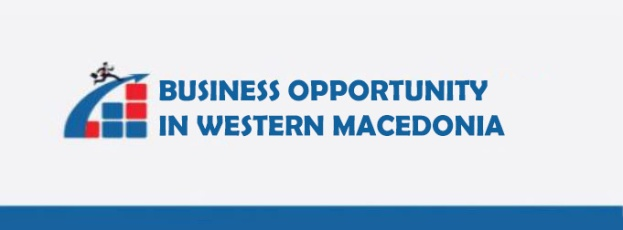 BUSINESS OPPORTUNITY
IN WESTERN MACEDONIA